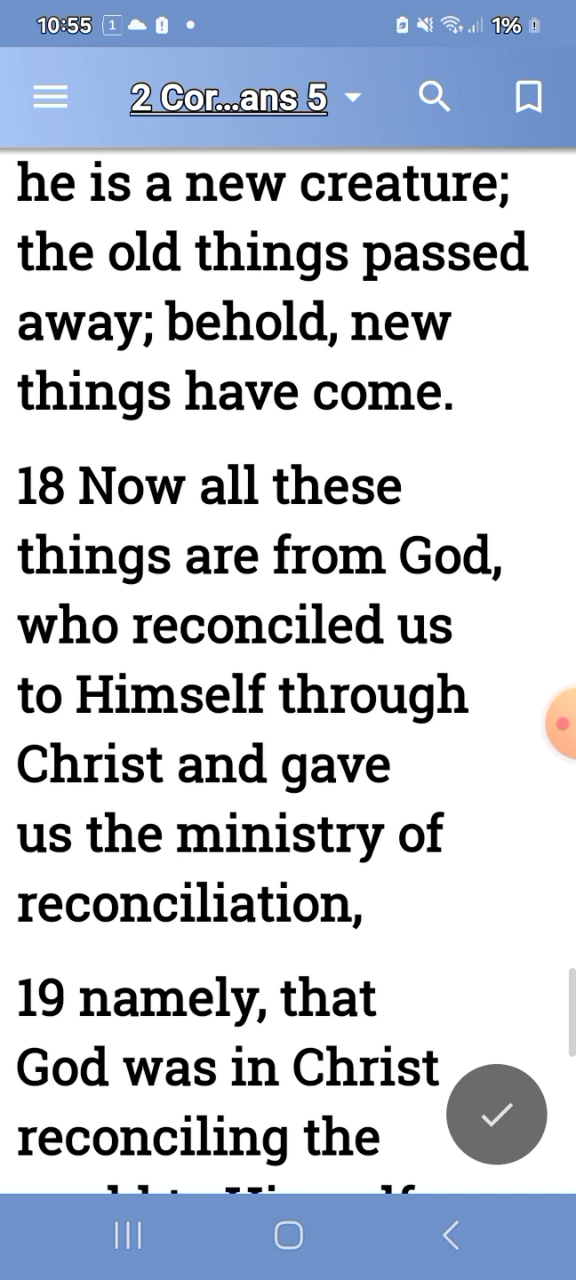 10:55 1 1%
2 Cor...ans 5
he is a new creature;
the old things passed
away; behold, new
things have come.
18 Now all these
things are from God,
who reconciled us
to Himself through
Christ and gave
us the ministry of
reconciliation,
19 namely, that
God was in Christ
reconciling the